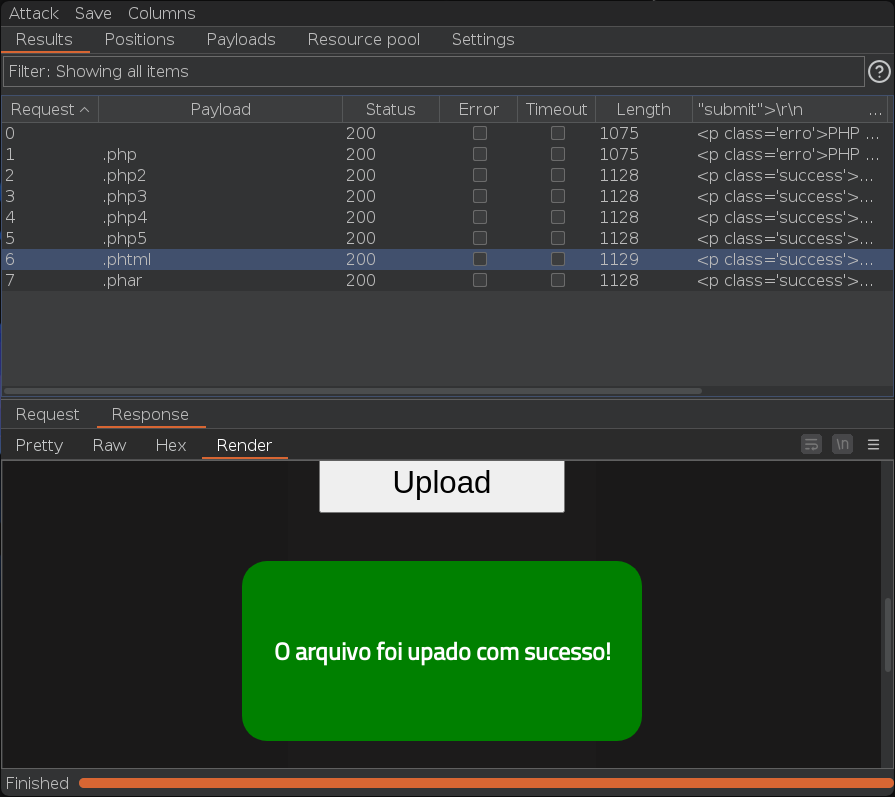 Attack Save Columns
Results Positions Payloads Resource pool Settings
Filter: Showing all items
Request Payload Status Error Timeout Length "submit">\r\n ...
0 200 1075 <p class='erro'>PHP ...
1 .php 200 1075 <p class='erro'>PHP ...
2 .php2 200 1128 <p class='success'>...
3 .php3 200 1128 <p class='success'>...
4 .php4 200 1128 <p class='success'>...
5 .php5 200 1128 <p class='success'>...
6 .phtml 200 1129 <p class='success'>...
7 .phar 200 1128 <p class='success'>...
Request Response
Pretty Raw Hex Render \n
Upload
O arquivo foi upado com sucesso!
Finished